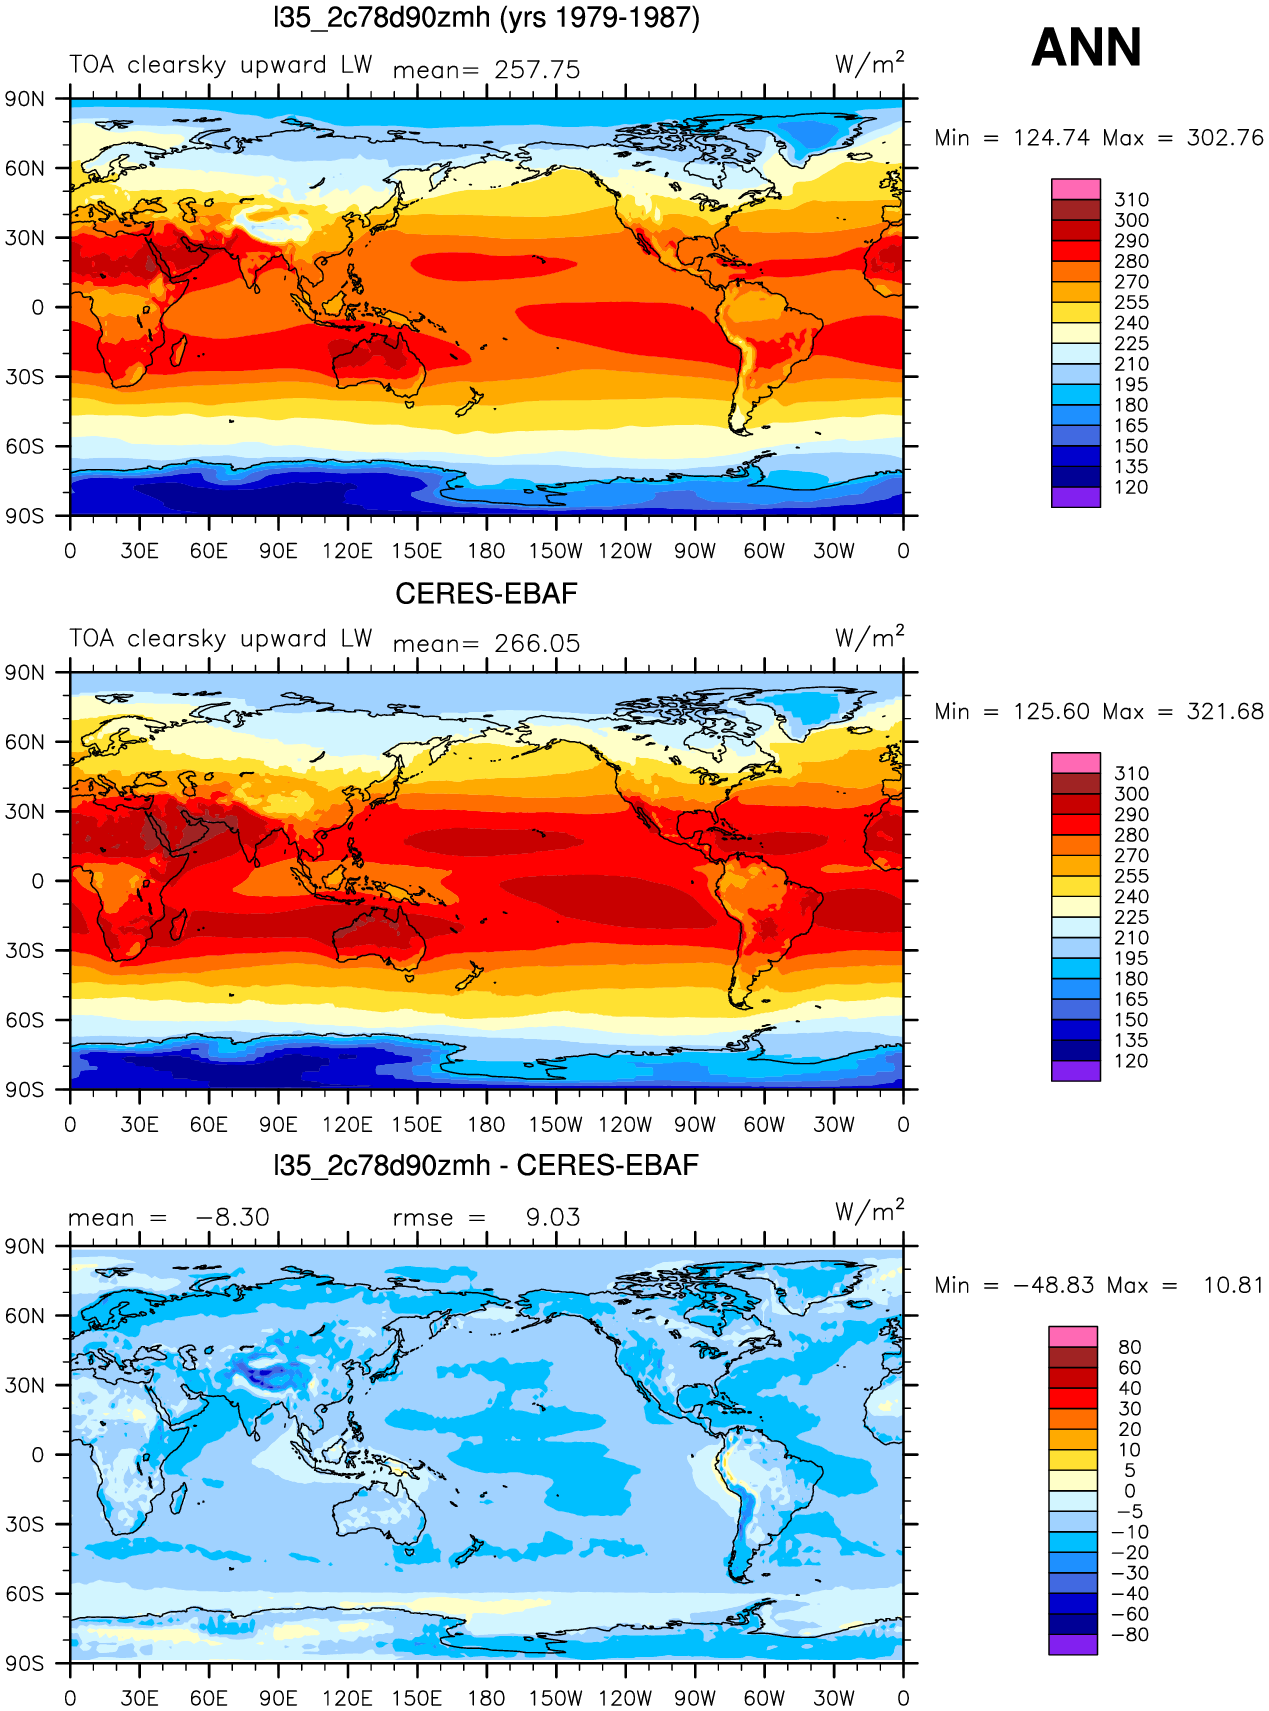 l35_2c78d90zmh (yrs 1979-1987)
ANN
TOA clearsky upward LW mean= 257.75 W/m2
Min = 124.74 Max = 302.76
90N
60N
30N
0
30S
60S
90S
0 30E 60E 90E 120E 150E 180 150W 120W 90W 60W 30W 0
310
300
290
280
270
255
240
225
210
195
180
165
150
135
120
CERES-EBAF
TOA clearsky upward LW mean= 266.05 W/m2
Min = 125.60 Max = 321.68
90N
60N
30N
0
30S
60S
90S
0 30E 60E 90E 120E 150E 180 150W 120W 90W 60W 30W 0
310
300
290
280
270
255
240
225
210
195
180
165
150
135
120
l35_2c78d90zmh - CERES-EBAF
mean = −8.30 rmse = 9.03 W/m2
Min = −48.83 Max = 10.81
90N
60N
30N
0
30S
60S
90S
0 30E 60E 90E 120E 150E 180 150W 120W 90W 60W 30W 0
80
60
40
30
20
10
5
0
−5
−10
−20
−30
−40
−60
−80